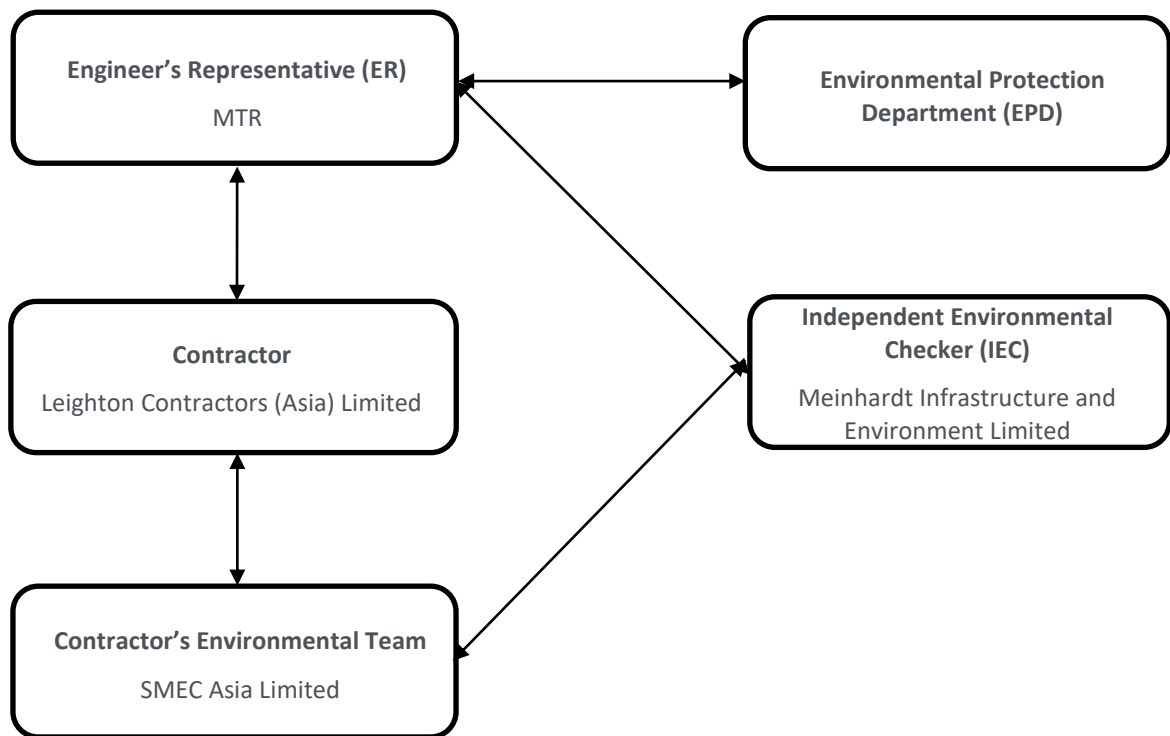 Engineer’s Representative (ER)
MTR
Environmental Protection
Department (EPD)
Contractor
Leighton Contractors (Asia) Limited
Independent Environmental
Checker (IEC)
Meinhardt Infrastructure and
Environment Limited
Contractor’s Environmental Team
SMEC Asia Limited